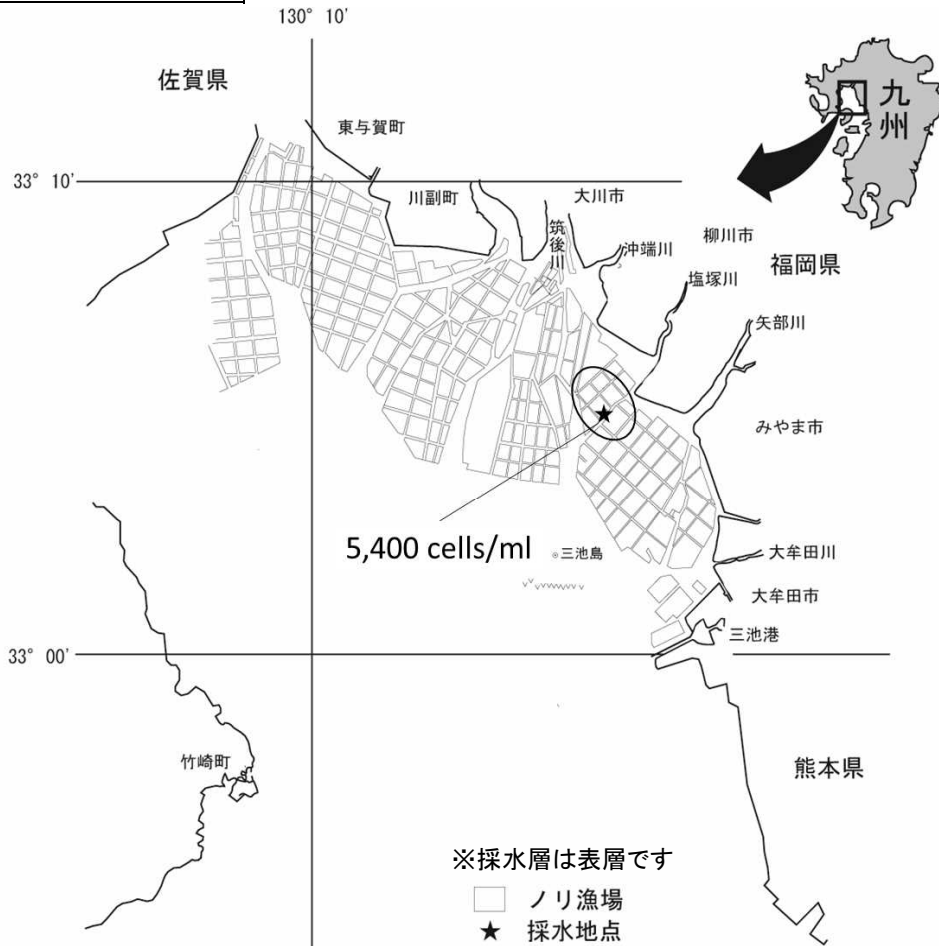 130° 10'
佐賀県
東与賀町
九州
33° 10'
川副町
大川市
筑後川
沖端川
柳川市
福岡県
塩塚川
矢部川
みやま市
5,400 cells/ml
三池島
大牟田川
大牟田市
三池港
33° 00'
竹崎町
熊本県
※採水層は表層です
ノリ漁場
★ 採水地点